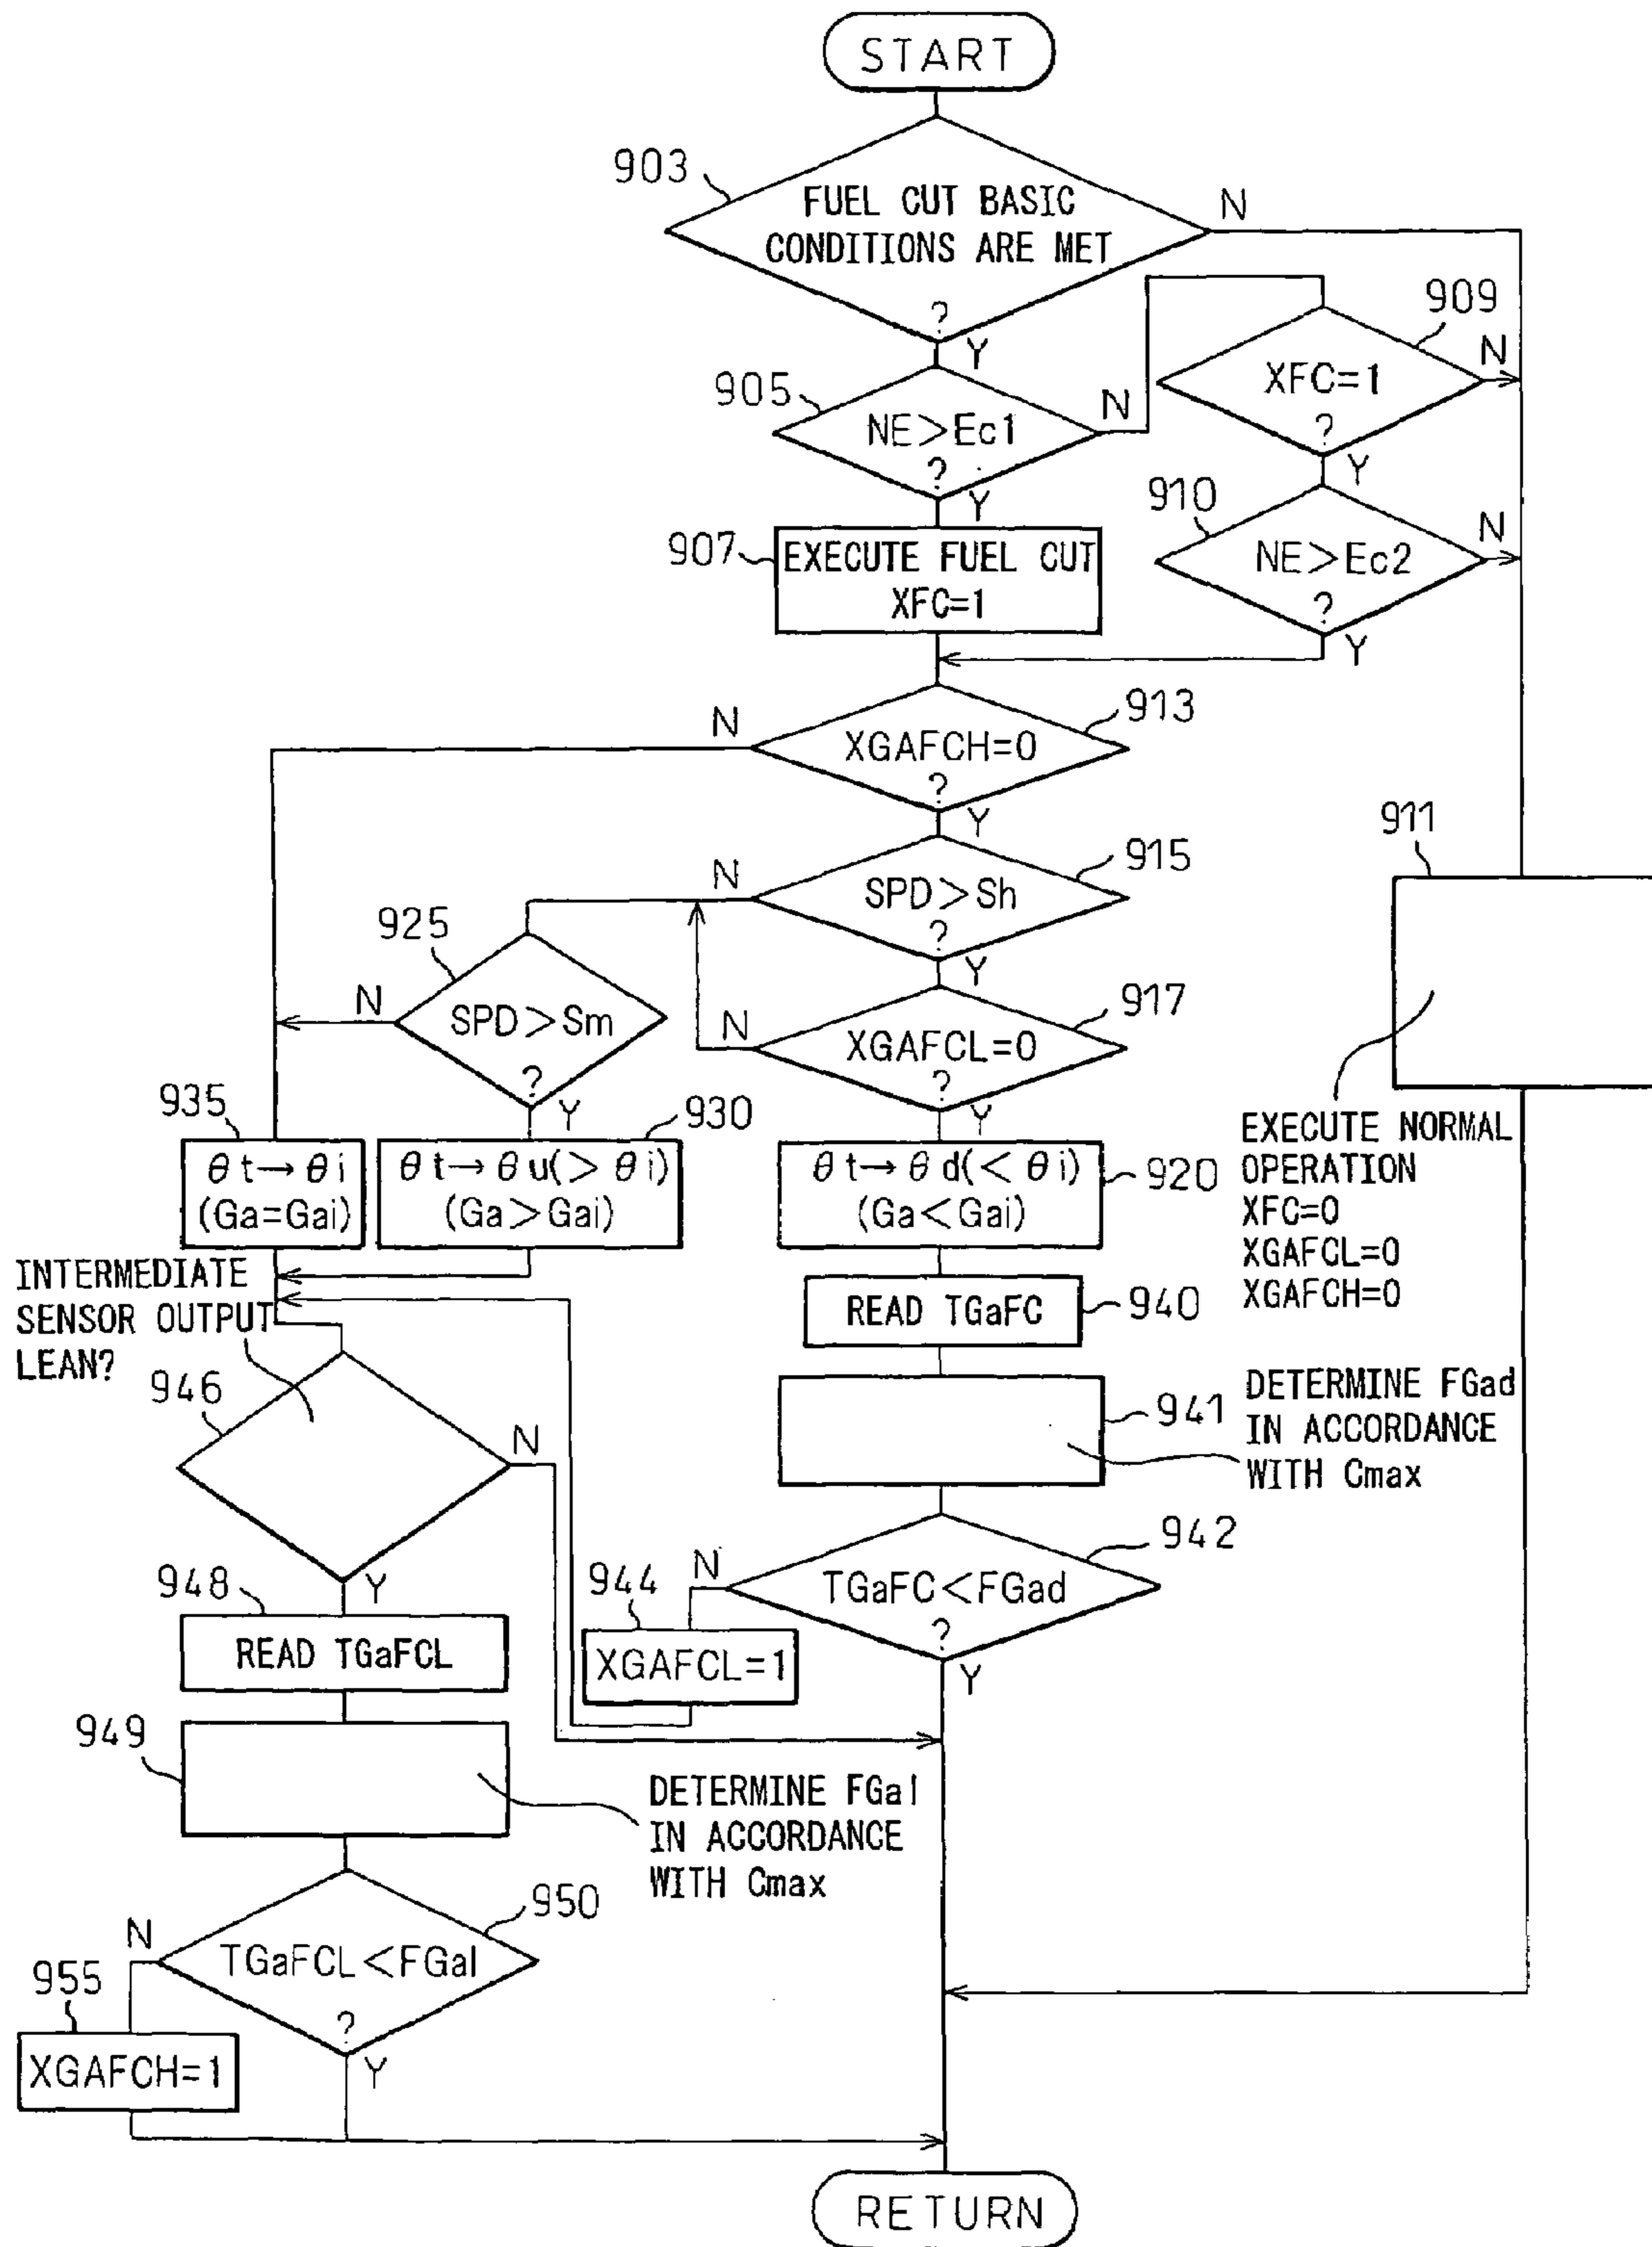 START
903
FUEL CUT BASIC
CONDITIONS ARE MET
?
N
Y
905
NE>Ec1
?
N
Y
909
XFC=1
?
N
Y
910
NE>Ec2
?
N
Y
907
EXECUTE FUEL CUT
XFC=1
913
XGAFCH=0
?
N
Y
915
SPD>Sh
?
N
Y
911
925
SPD>Sm
?
N
Y
917
XGAFCL=0
?
N
Y
935
θt→θi
(Ga=Gai)
930
θt→θu(>θi)
(Ga>Gai)
920
θt→θd(<θi)
(Ga<Gai)
EXECUTE NORMAL
OPERATION
XFC=0
XGAFCL=0
XGAFCH=0
INTERMEDIATE
SENSOR OUTPUT
LEAN?
946
N
Y
READ TGaFC
940
941
DETERMINE FGad
IN ACCORDANCE
WITH Cmax
942
TGaFC<FGad
?
N
Y
944
XGAFCL=1
948
READ TGaFCL
949
DETERMINE FGal
IN ACCORDANCE
WITH Cmax
950
TGaFCL<FGal
?
N
Y
955
XGAFCH=1
RETURN